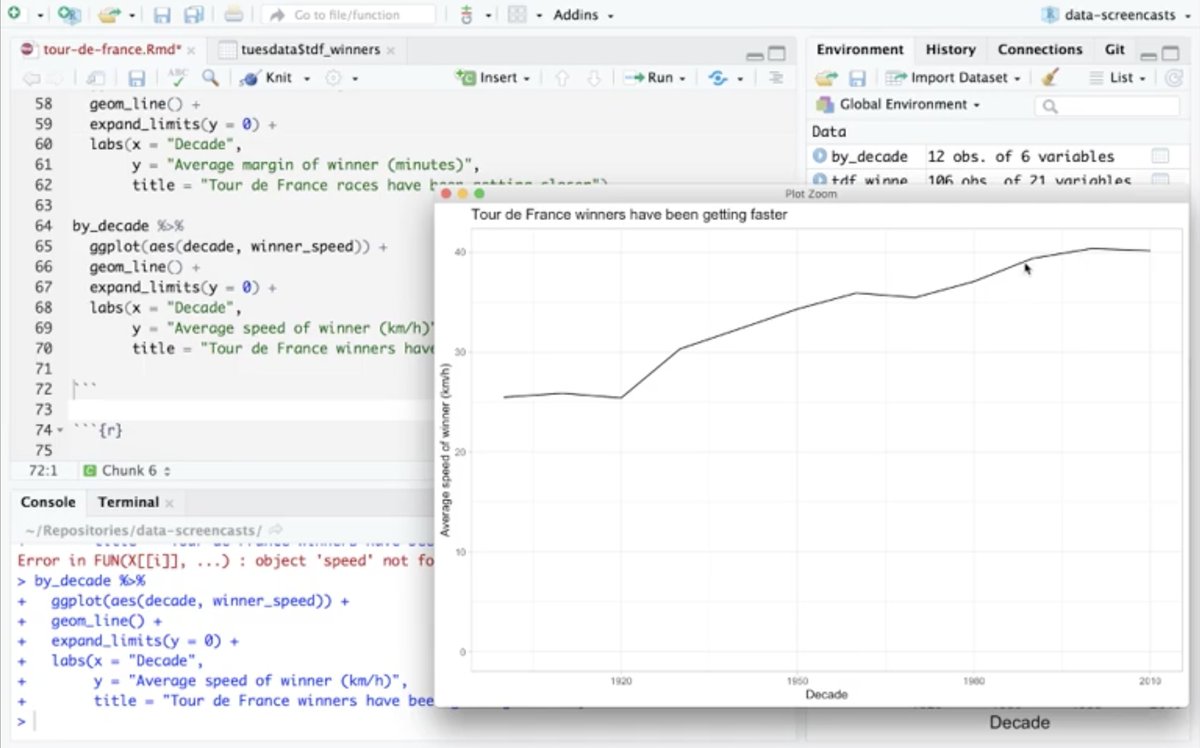 Go to file/function
Addins
data-screencasts
tour-de-france.Rmd*
tuesdata$tdf_winners
ABC
Knit
Insert
Run
58 geom_line() +
59 expand_limits(y = 0) +
60 labs(x = "Decade",
61 y = "Average margin of winner (minutes)",
62 title = "Tour de France races have been getting closer")
63
64 by_decade %>%
65 ggplot(aes(decade, winner_speed)) +
66 geom_line() +
67 expand_limits(y = 0) +
68 labs(x = "Decade",
69 y = "Average speed of winner (km/h)"
70 title = "Tour de France winners have
71
72 ```
73
74 ```{r}
75
72:1 Chunk 6
Console Terminal
~/Repositories/data-screencasts/
Error in FUN(X[[i]], ...) : object 'speed' not fo
> by_decade %>%
+ ggplot(aes(decade, winner_speed)) +
+ geom_line() +
+ expand_limits(y = 0) +
+ labs(x = "Decade",
+ y = "Average speed of winner (km/h)",
+ title = "Tour de France winners have bee
>
Environment History Connections Git
Import Dataset
List
Global Environment
Data
by_decade 12 obs. of 6 variables
tdf_winne 106 obs. of 21 variables
Plot Zoom
Tour de France winners have been getting faster
Average speed of winner (km/h)
40
30
20
10
0
1920 1950 1980 2010
Decade
Decade